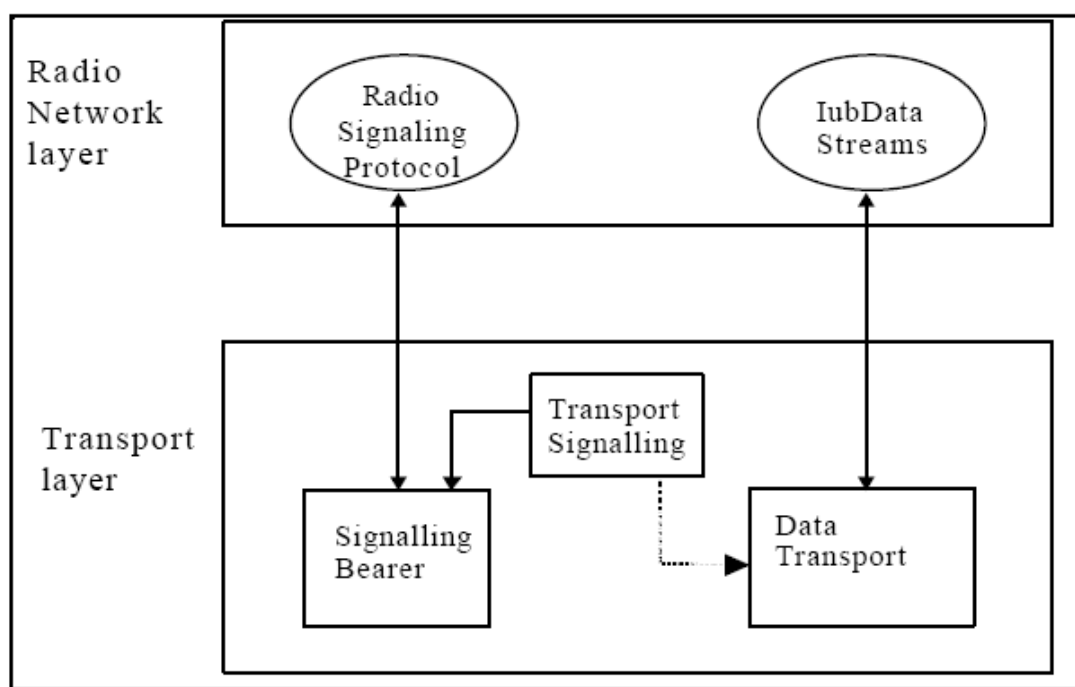 Radio
Network
layer
Radio
Signaling
Protocol
IubData
Streams
Transport
layer
Transport
Signalling
Signalling
Bearer
Data
Transport